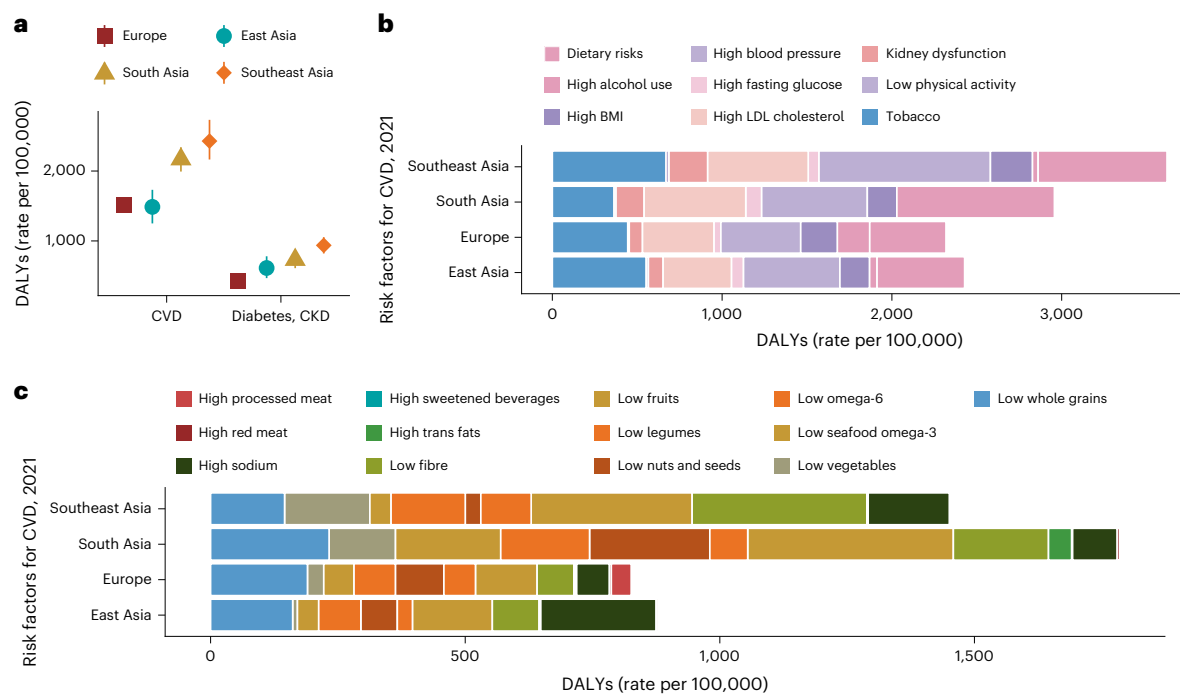 a
Europe
East Asia
South Asia
Southeast Asia
DALYs (rate per 100,000)
2,000
1,000
CVD
Diabetes, CKD
b
Dietary risks
High blood pressure
Kidney dysfunction
High alcohol use
High fasting glucose
Low physical activity
High BMI
High LDL cholesterol
Tobacco
Risk factors for CVD, 2021
Southeast Asia
South Asia
Europe
East Asia
0
1,000
2,000
3,000
DALYs (rate per 100,000)
c
High processed meat
High sweetened beverages
Low fruits
Low omega-6
Low whole grains
High red meat
High trans fats
Low legumes
Low seafood omega-3
High sodium
Low fibre
Low nuts and seeds
Low vegetables
Risk factors for CVD, 2021
Southeast Asia
South Asia
Europe
East Asia
0
500
1,000
1,500
DALYs (rate per 100,000)